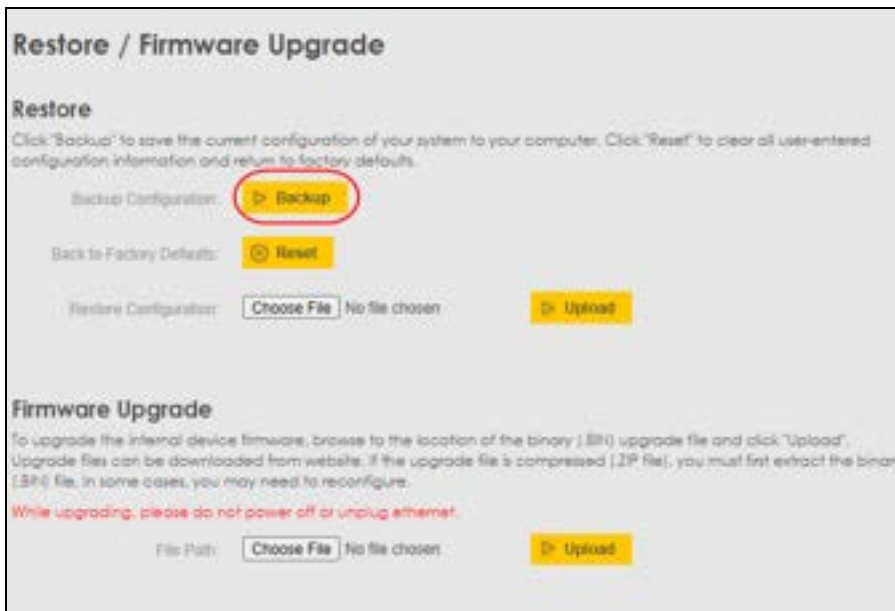 Restore / Firmware Upgrade
Restore
Click "Backup" to save the current configuration of your system to your computer. Click "Reset" to clear all user-entered
configuration information and return to factory defaults.
Backup Configuration: Backup
Back to Factory Defaults: Reset
Restore Configuration: Choose File No file chosen Upload
Firmware Upgrade
To upgrade the internal device firmware, browse to the location of the binary (.BIN) upgrade file and click "Upload".
Upgrade files can be downloaded from website. If the upgrade file is compressed (.ZIP file), you must first extract the binar
(.BIN) file. In some cases, you may need to reconfigure.
While upgrading, please do not power off or unplug ethernet.
File Path: Choose File No file chosen Upload